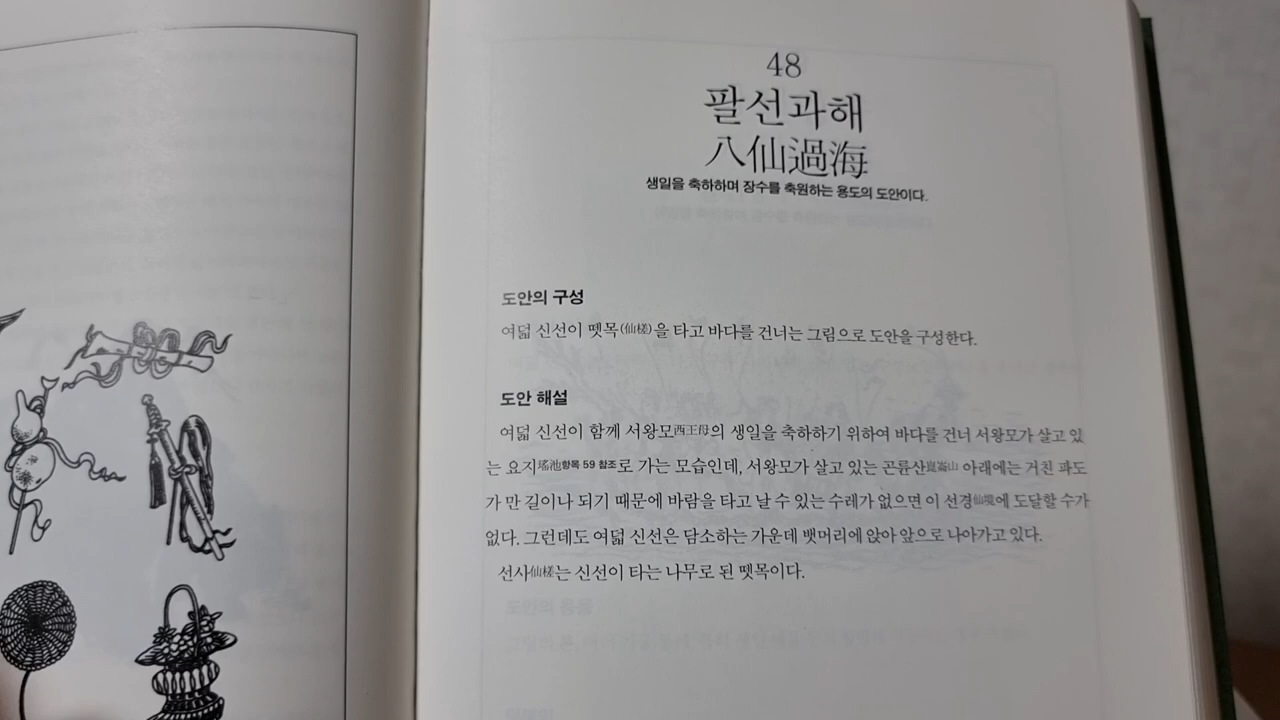 48
팔선과해
八仙過海
생일을 축하하며 장수를 축원하는 용도의 도안이다.
도안의 구성
여덟 신선이 뗏목(仙槎)을 타고 바다를 건너는 그림으로 도안을 구성한다.
도안 해설
여덟 신선이 함께 서왕모西王母의 생일을 축하하기 위하여 바다를 건너 서왕모가 살고 있
는 요지瑤池항목 59 참조로 가는 모습인데, 서왕모가 살고 있는 곤륜산崑崙山 아래에는 거친 파도
가 만 길이나 되기 때문에 바람을 타고 날 수 있는 수레가 없으면 이 선경仙境에 도달할 수가
없다. 그런데도 여덟 신선은 담소하는 가운데 뱃머리에 앉아 앞으로 나아가고 있다.
선사仙槎는 신선이 타는 나무로 된 뗏목이다.